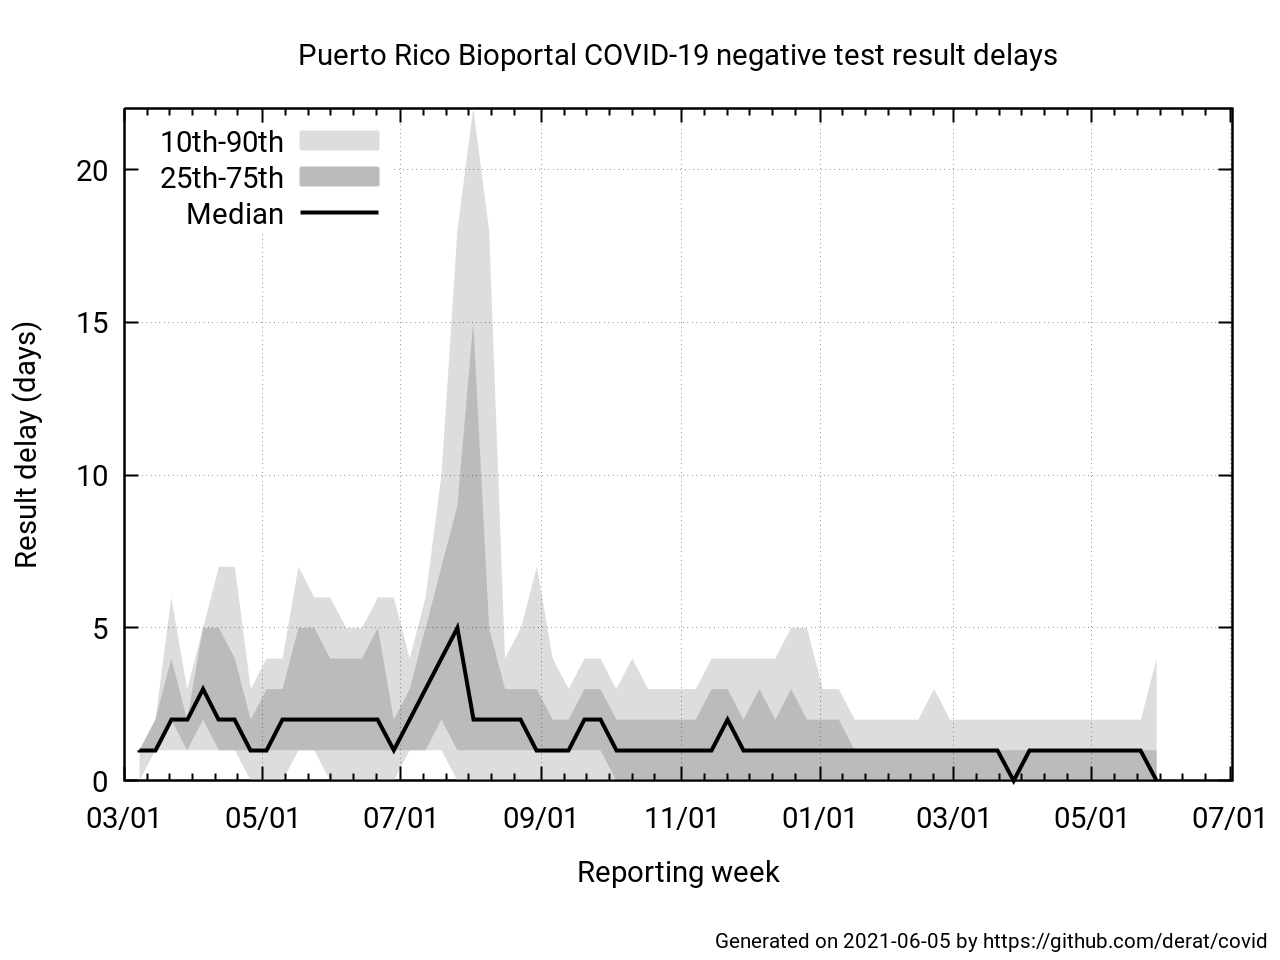 Puerto Rico Bioportal COVID-19 negative test result delays
10th-90th
25th-75th
Median
20
15
10
5
0
Result delay (days)
03/01 05/01 07/01 09/01 11/01 01/01 03/01 05/01 07/01
Reporting week
Generated on 2021-06-05 by https://github.com/derat/covid